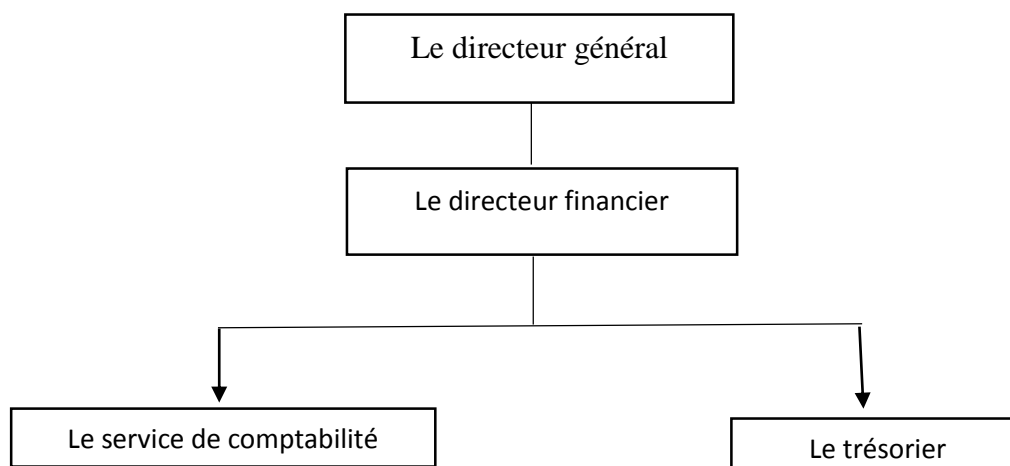 Le directeur général
Le directeur financier
Le service de comptabilité
Le trésorier